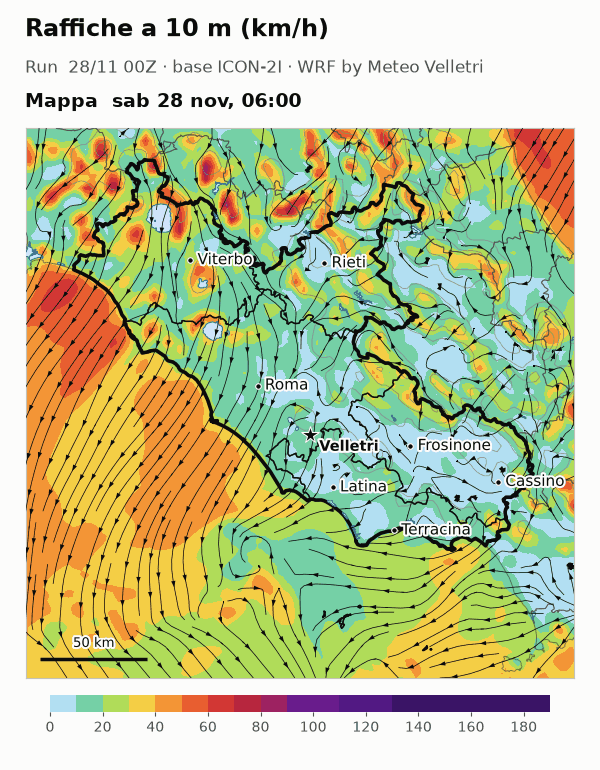 Raffiche a 10 m (km/h)
Run 28/11 00Z · base ICON-2I · WRF by Meteo Velletri
Mappa sab 28 nov, 06:00
Viterbo
Rieti
Roma
Velletri
Frosinone
Cassino
Latina
Terracina
50 km
0 20 40 60 80 100 120 140 160 180